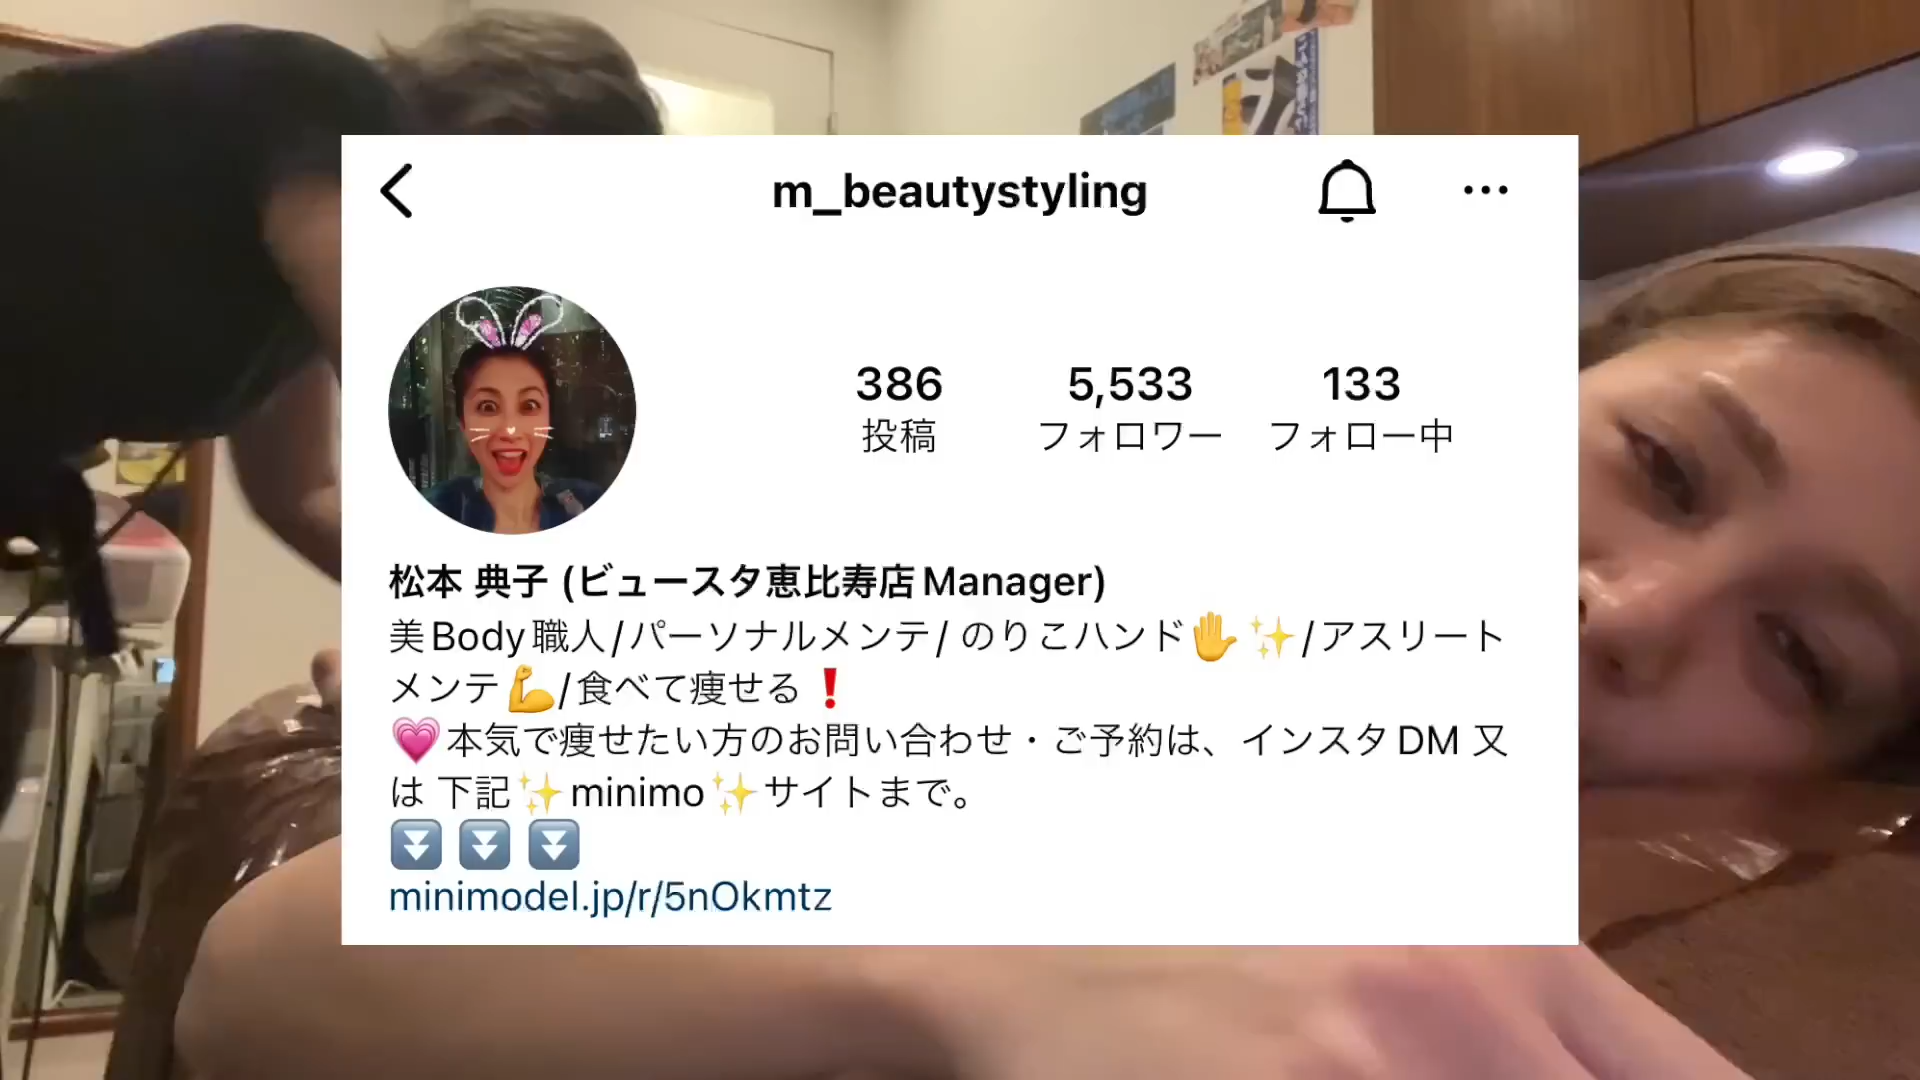 m_beautystyling
386
5,533
133
投稿
フォロワー
フォロー中
松本 典子 (ビュースタ恵比寿店Manager)
美Body職人/パーソナルメンテ/ のりこハンド🤚✨/アスリート
メンテ💪/食べて痩せる❗
💗本気で痩せたい方のお問い合わせ・ご予約は、インスタDM 又
は 下記✨minimo✨サイトまで。
⏬ ⏬ ⏬
minimodel.jp/r/5nOkmtz